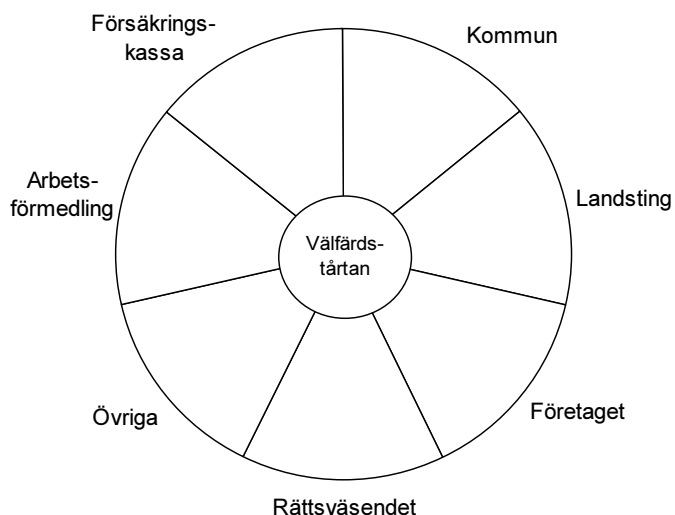 Försäkrings-
kassa
Kommun
Arbets-
förmedling
Landsting
Välfärds-
tårtan
Övriga
Företaget
Rättsväsendet